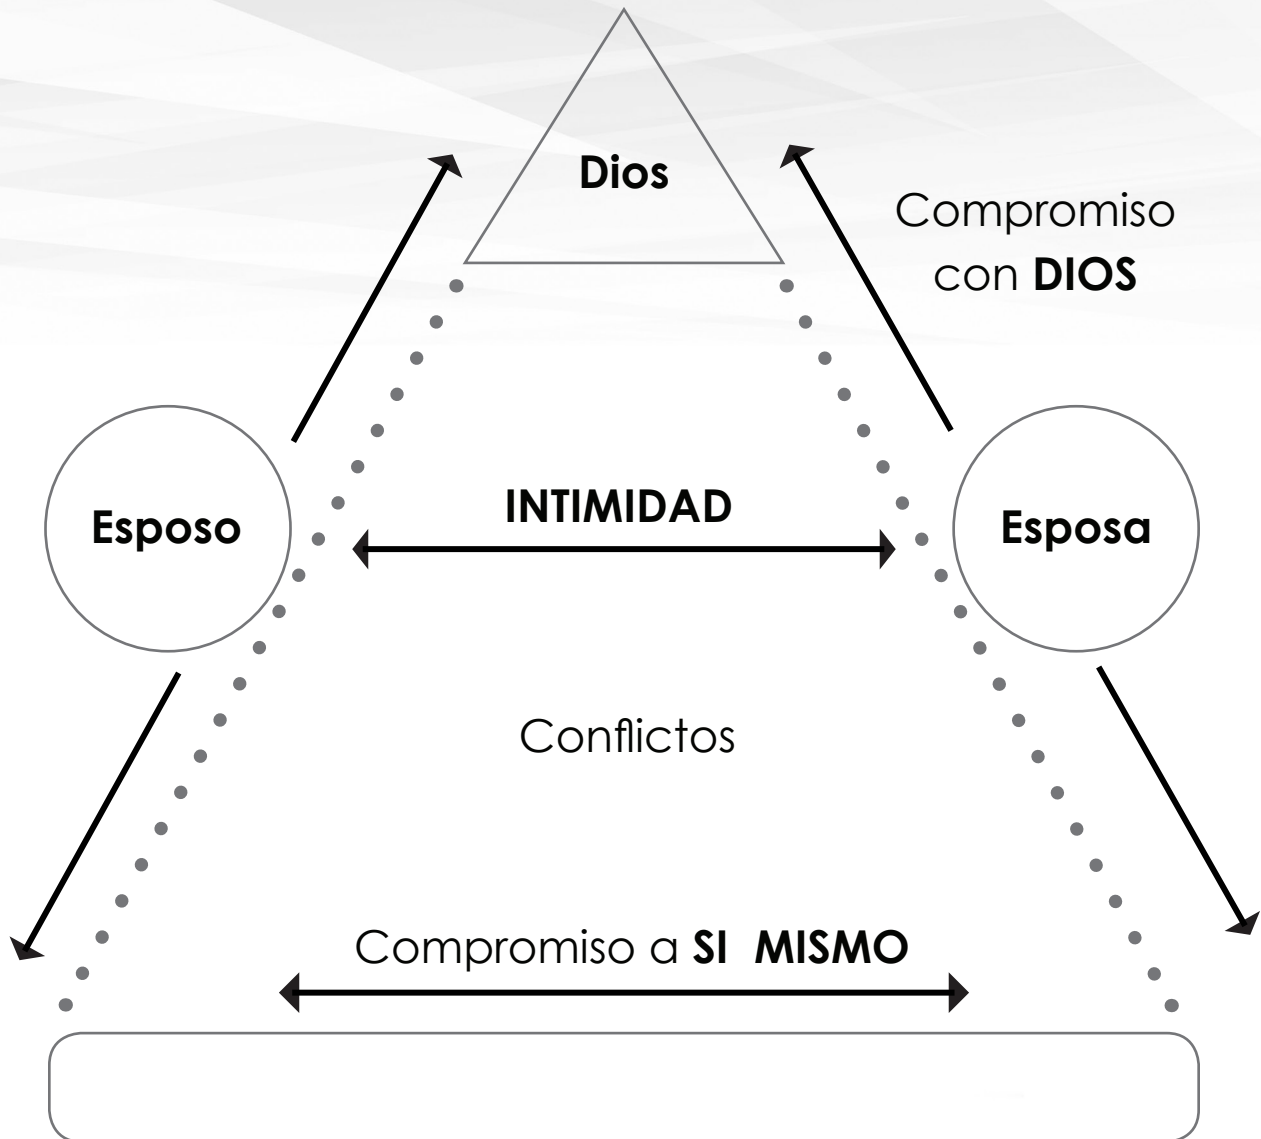 Dios
Compromiso
con DIOS
INTIMIDAD
Esposo
Esposa
Conflictos
Compromiso a SI MISMO